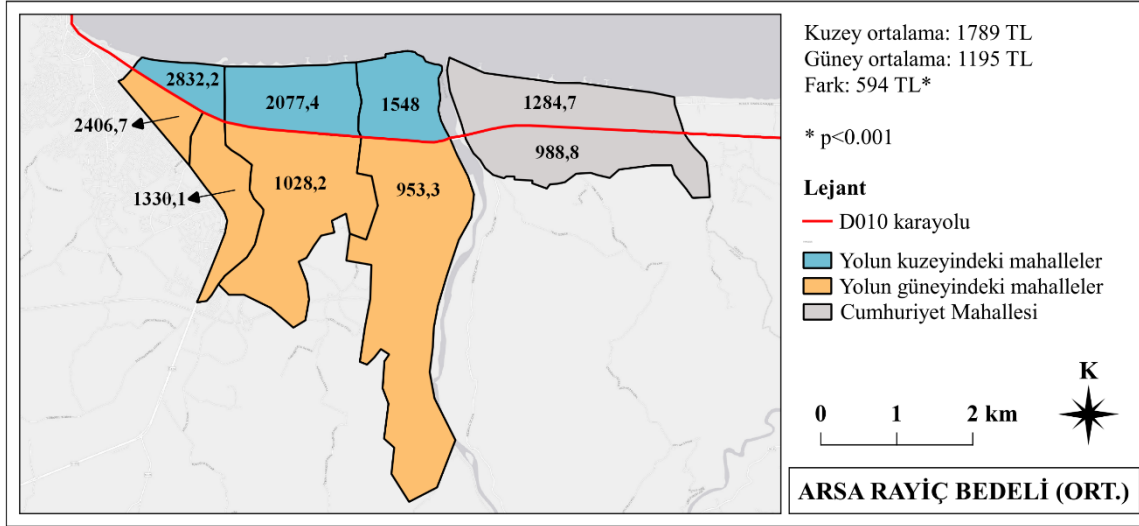 2832,2
2077,4
1548
1284,7
2406,7
988,8
1330,1
1028,2
953,3
Kuzey ortalama: 1789 TL
Güney ortalama: 1195 TL
Fark: 594 TL*
* p<0.001
Lejant
D010 karayolu
Yolun kuzeyindeki mahalleler
Yolun güneyindeki mahalleler
Cumhuriyet Mahallesi
K
0 1 2 km
ARSA RAYİÇ BEDELİ (ORT.)